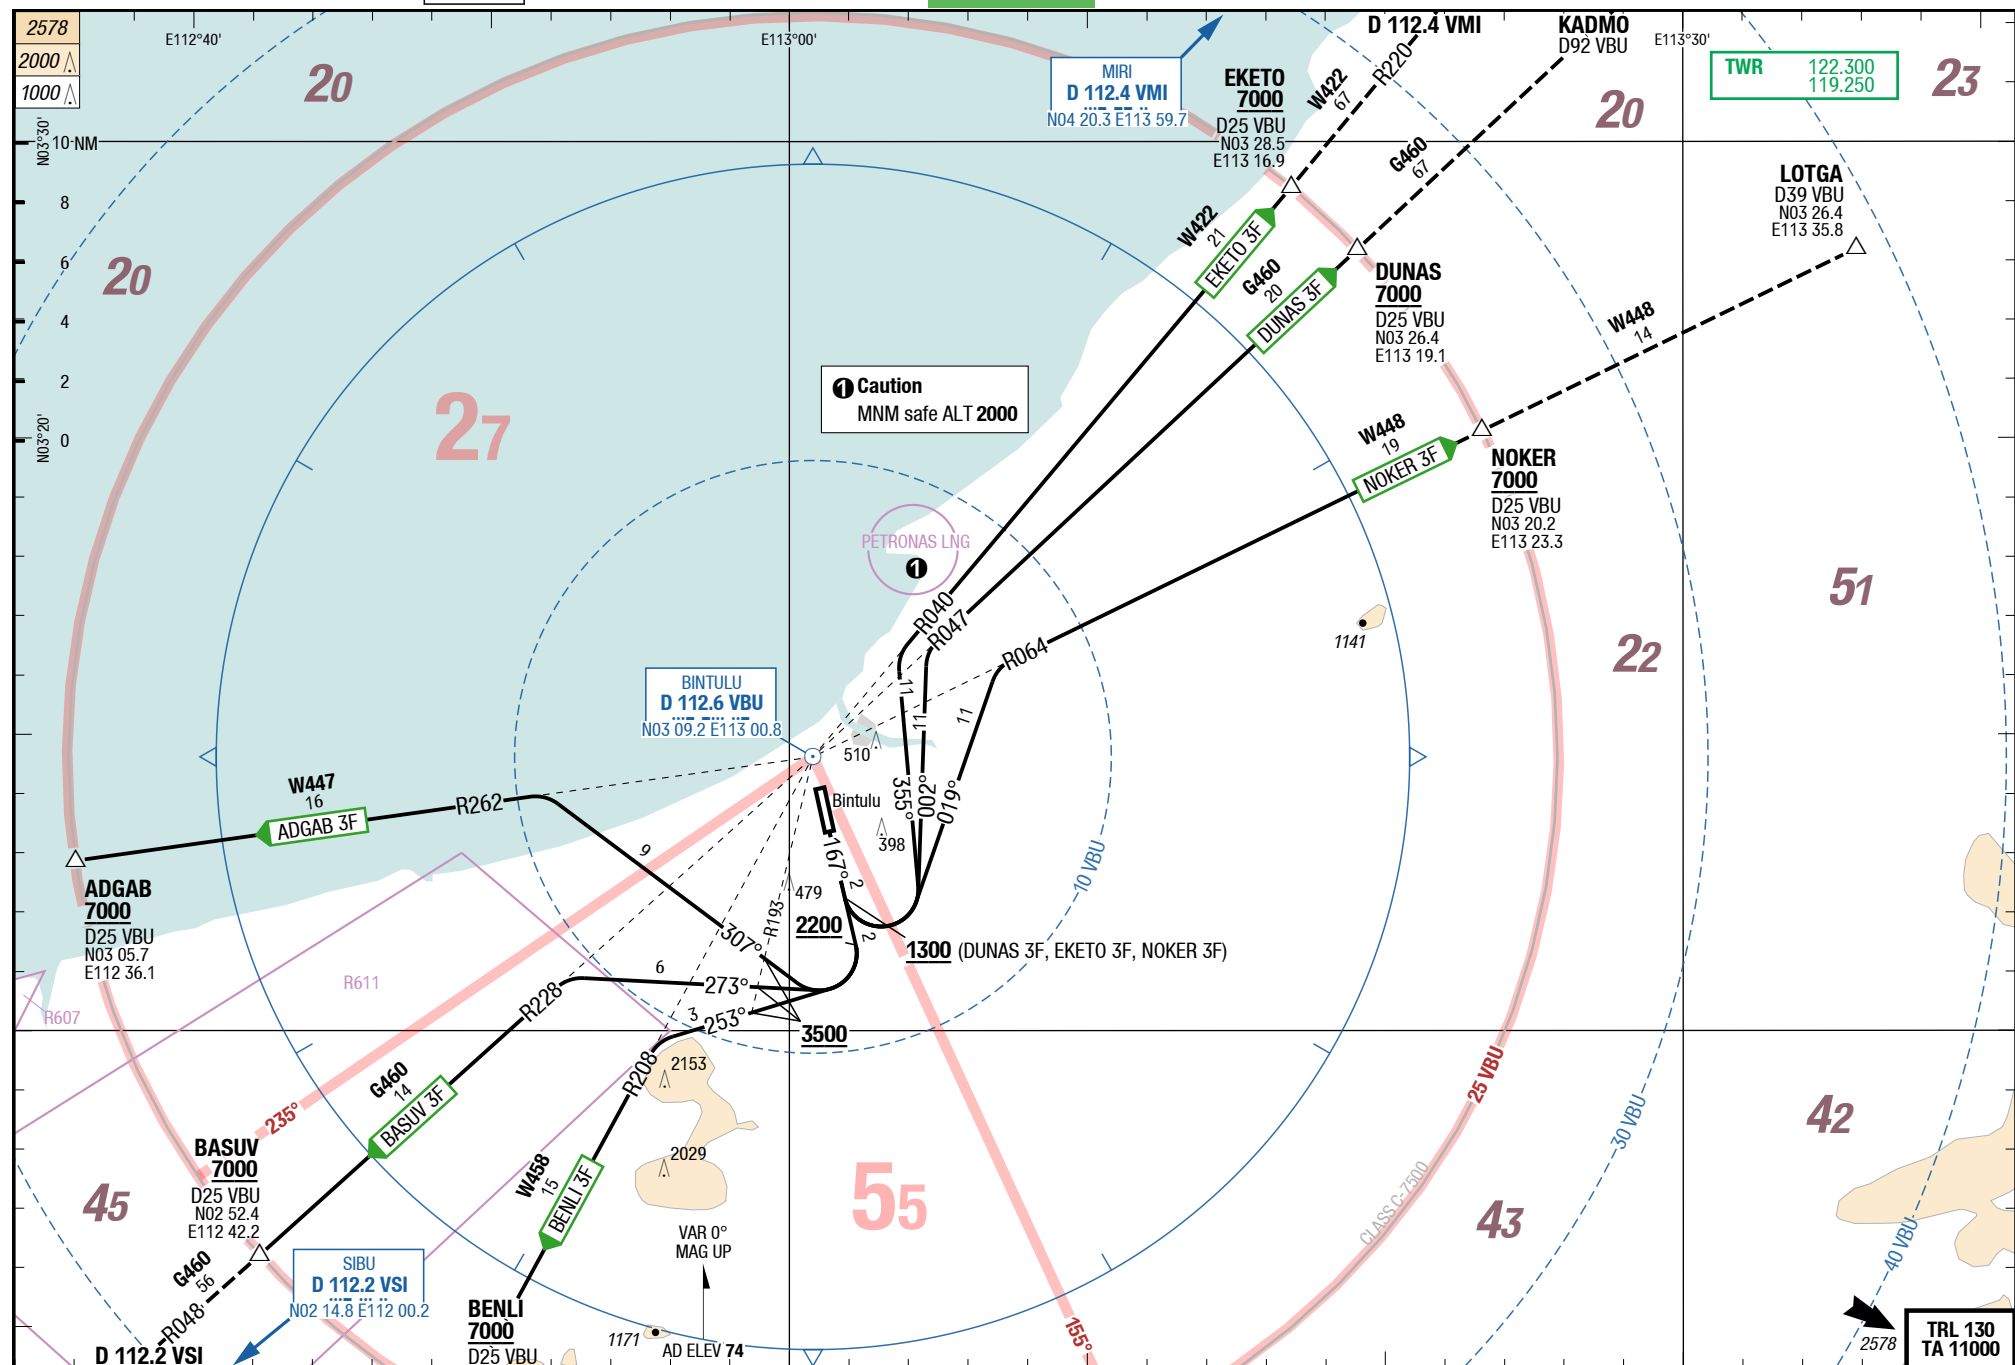 2578
2000
1000
E112°40'
E113°00'
E113°30'
D 112.4 VMI
KADMO
D92 VBU
TWR 122.300
119.250
23
20
20
20
MIRI
D 112.4 VMI
N04 20.3 E113 59.7
EKETO
7000
D25 VBU
N03 28.5
E113 16.9
W422
67
R220
G460
67
LOTGA
D39 VBU
N03 26.4
E113 35.8
N03°30'
10 NM
8
6
4
2
0
N03°20'
W422
21
EKETO 3F
G460
20
DUNAS 3F
DUNAS
7000
D25 VBU
N03 26.4
E113 19.1
W448
14
27
1 Caution
MNM safe ALT 2000
W448
19
NOKER 3F
NOKER
7000
D25 VBU
N03 20.2
E113 23.3
PETRONAS LNG
1
51
R040
R047
R064
1141
22
BINTULU
D 112.6 VBU
N03 09.2 E113 00.8
11
11
11
510
355°
002°
019°
W447
16
ADGAB 3F
R262
Bintulu
398
9
167°
2
479
10 VBU
ADGAB
7000
D25 VBU
N03 05.7
E112 36.1
R193
2200
2
1300 (DUNAS 3F, EKETO 3F, NOKER 3F)
307°
6
273°
3
253°
3500
R611
R607
R228
R208
2153
G460
14
BASUV 3F
235°
25 VBU
30 VBU
42
BASUV
7000
D25 VBU
N02 52.4
E112 42.2
45
W458
15
BENLI 3F
2029
55
CLASS C-7500
43
40 VBU
VAR 0°
MAG UP
G460
56
R048
D 112.2 VSI
SIBU
D 112.2 VSI
N02 14.8 E112 00.2
BENLI
7000
D25 VBU
1171
AD ELEV 74
155°
2578
TRL 130
TA 11000